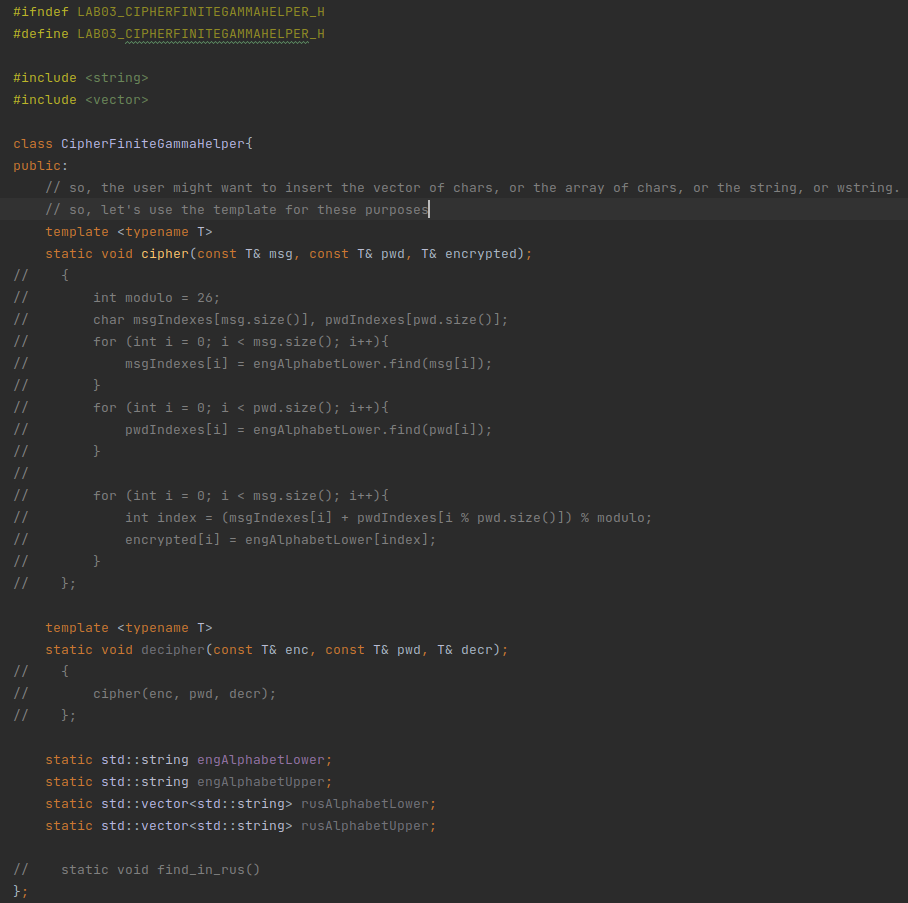 #ifndef LAB03_CIPHERFINITEGAMMAHELPER_H
#define LAB03_CIPHERFINITEGAMMAHELPER_H

#include <string>
#include <vector>

class CipherFiniteGammaHelper{
public:
    // so, the user might want to insert the vector of chars, or the array of chars, or the string, or wstring.
    // so, let's use the template for these purposes
    template <typename T>
    static void cipher(const T& msg, const T& pwd, T& encrypted);
//    {
//        int modulo = 26;
//        char msgIndexes[msg.size()], pwdIndexes[pwd.size()];
//        for (int i = 0; i < msg.size(); i++){
//            msgIndexes[i] = engAlphabetLower.find(msg[i]);
//        }
//        for (int i = 0; i < pwd.size(); i++){
//            pwdIndexes[i] = engAlphabetLower.find(pwd[i]);
//        }
//
//        for (int i = 0; i < msg.size(); i++){
//            int index = (msgIndexes[i] + pwdIndexes[i % pwd.size()]) % modulo;
//            encrypted[i] = engAlphabetLower[index];
//        }
//    };

    template <typename T>
    static void decipher(const T& enc, const T& pwd, T& decr);
//    {
//        cipher(enc, pwd, decr);
//    };

    static std::string engAlphabetLower;
    static std::string engAlphabetUpper;
    static std::vector<std::string> rusAlphabetLower;
    static std::vector<std::string> rusAlphabetUpper;

//    static void find_in_rus()
};